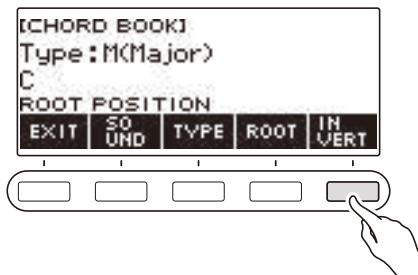 [CHORD BOOK]
Type:M(Major)
C
ROOT POSITION
EXIT SO UND TYPE ROOT IN VERT